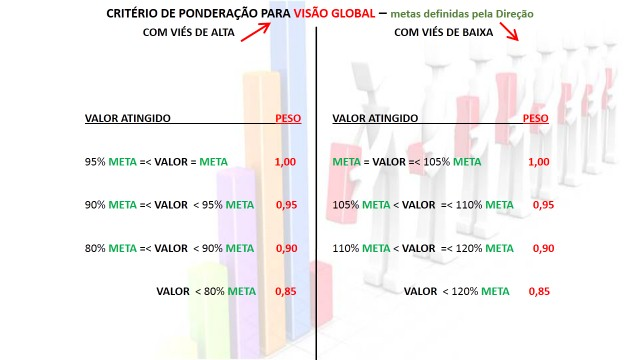 CRITÉRIO DE PONDERAÇÃO PARA VISÃO GLOBAL – metas definidas pela Direção
COM VIÉS DE ALTA
VALOR ATINGIDO PESO
95% META =< VALOR = META 1,00
90% META =< VALOR < 95% META 0,95
80% META =< VALOR < 90% META 0,90
VALOR < 80% META 0,85
COM VIÉS DE BAIXA
VALOR ATINGIDO PESO
META = VALOR =< 105% META 1,00
105% META < VALOR =< 110% META 0,95
110% META < VALOR =< 120% META 0,90
VALOR < 120% META 0,85